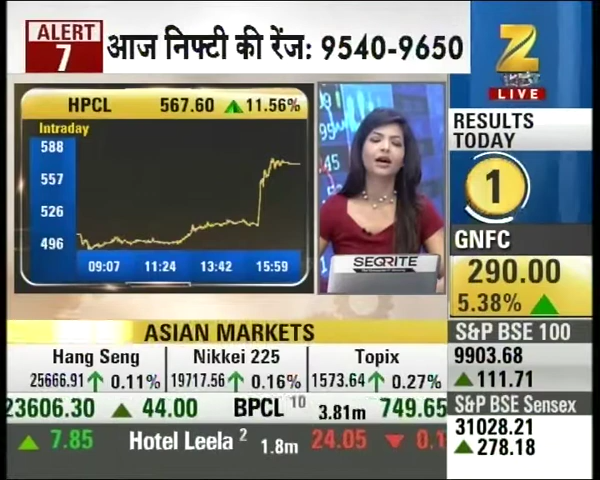 ALERT
7
आज निफ्टी की रेंज: 9540-9650
LIVE
HPCL 567.60 11.56%
Intraday
588
557
526
496
09:07 11:24 13:42 15:59
SEQRITE
RESULTS
TODAY
1
GNFC
290.00
5.38%
ASIAN MARKETS
Hang Seng Nikkei 225 Topix
25666.91 0.11% 19717.56 0.16% 1573.64 0.27%
S&P BSE 100
9903.68
111.71
S&P BSE Sensex
31028.21
278.18
23606.30 44.00 BPCL 10 3.81m 749.65
7.85 Hotel Leela 2 1.8m 24.05 0.1